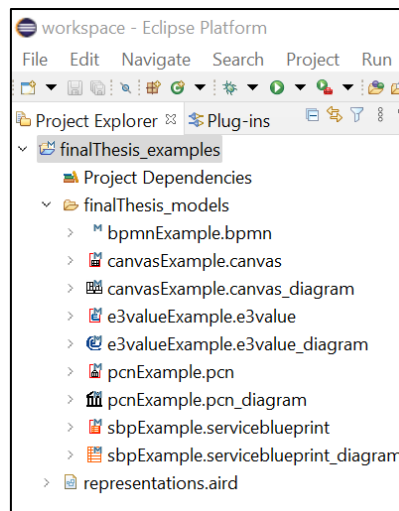 workspace - Eclipse Platform
File Edit Navigate Search Project Run
Project Explorer Plug-ins
finalThesis_examples
Project Dependencies
finalThesis_models
bpmnExample.bpmn
canvasExample.canvas
canvasExample.canvas_diagram
e3valueExample.e3value
e3valueExample.e3value_diagram
pcnExample.pcn
pcnExample.pcn_diagram
sbpExample.serviceblueprint
sbpExample.serviceblueprint_diagram
representations.aird